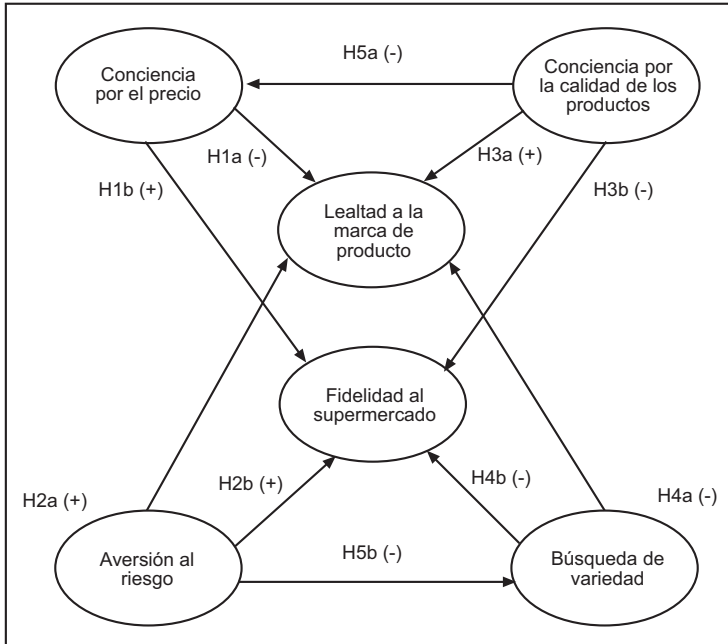 H5a (-)
Conciencia
por el precio
Conciencia por
la calidad de los
productos
H1a (-)
H3a (+)
H1b (+)
H3b (-)
Lealtad a la
marca de
producto
Fidelidad al
supermercado
H2a (+)
H2b (+)
H4b (-)
H4a (-)
Aversión al
riesgo
H5b (-)
Búsqueda de
variedad